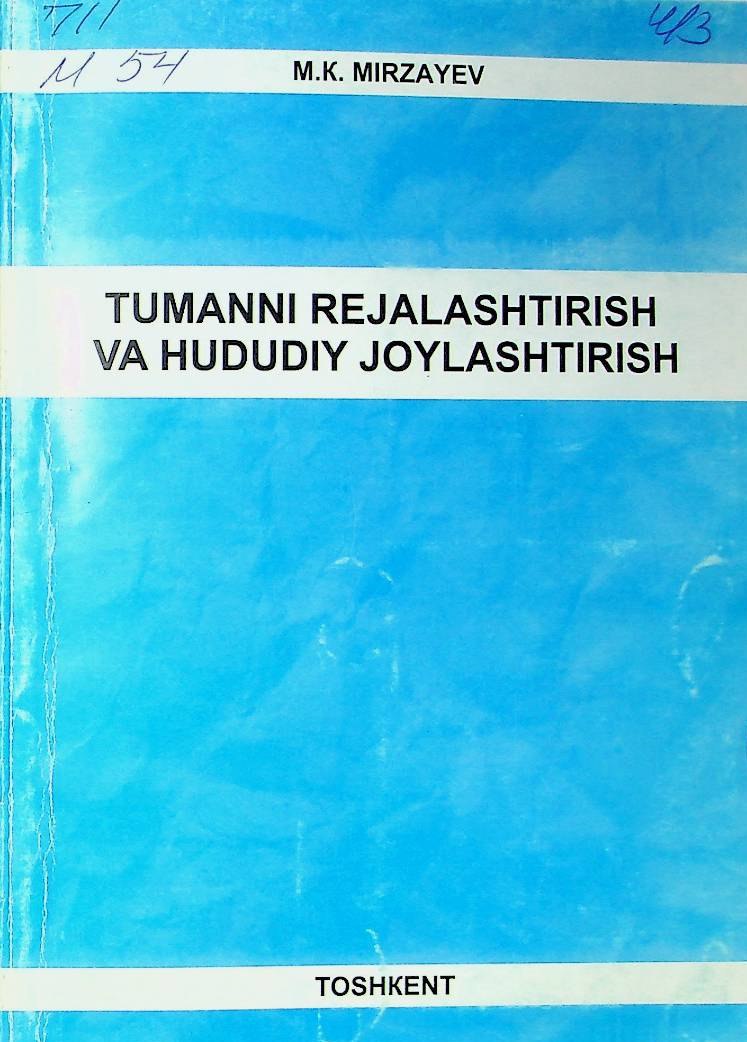 711
М 54
М.К. MIRZAYEV
TUMANNI REJALASHTIRISH
VA HUDUDIY JOYLASHTIRISH
TOSHKENT